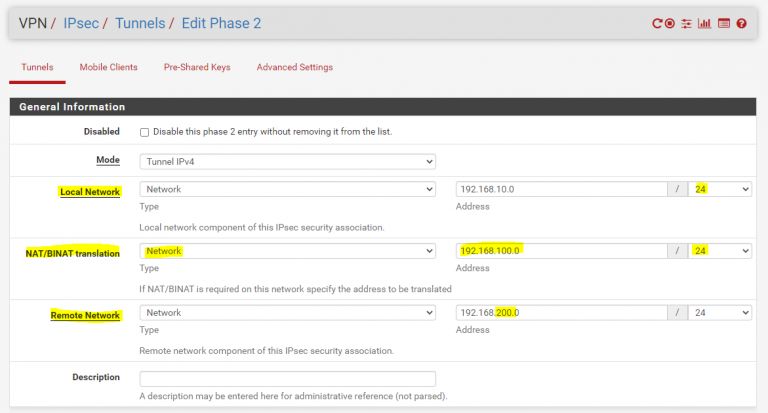 VPN / IPsec / Tunnels / Edit Phase 2
Tunnels Mobile Clients Pre-Shared Keys Advanced Settings
General Information
Disabled Disable this phase 2 entry without removing it from the list.
Mode Tunnel IPv4
Local Network Network 192.168.10.0 / 24
Type Address
Local network component of this IPsec security association.
NAT/BINAT translation Network 192.168.100.0 / 24
Type Address
If NAT/BINAT is required on this network specify the address to be translated
Remote Network Network 192.168.200.0 / 24
Type Address
Remote network component of this IPsec security association.
Description
A description may be entered here for administrative reference (not parsed).